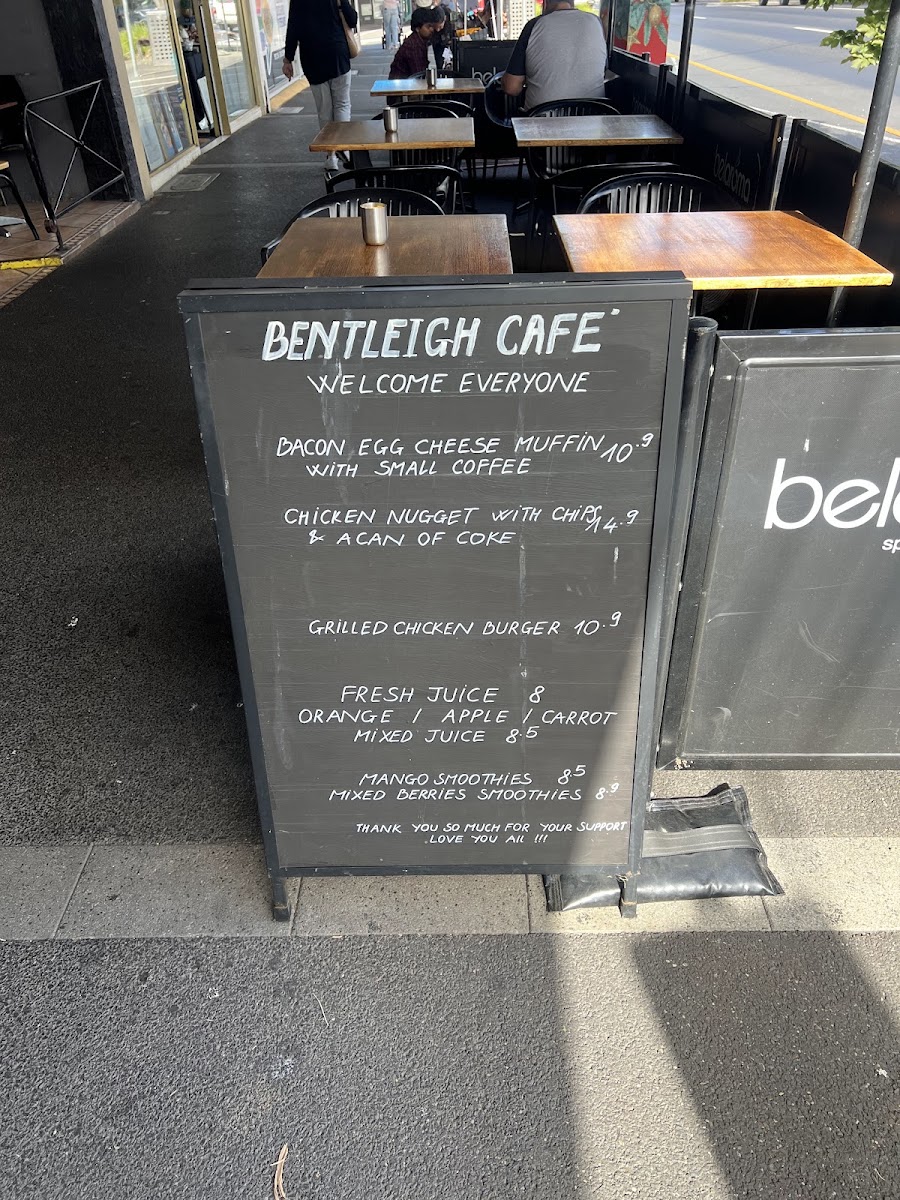 BENTLEIGH CAFE'
WELCOME EVERYONE
BACON EGG CHEESE MUFFIN 10.9
WITH SMALL COFFEE
CHICKEN NUGGET WITH CHIPS 14.9
& A CAN OF COKE
GRILLED CHICKEN BURGER 10.9
FRESH JUICE 8
ORANGE / APPLE / CARROT
MIXED JUICE 8.5
MANGO SMOOTHIES 8.5
MIXED BERRIES SMOOTHIES 8.9
THANK YOU SO MUCH FOR YOUR SUPPORT
LOVE YOU All !!!